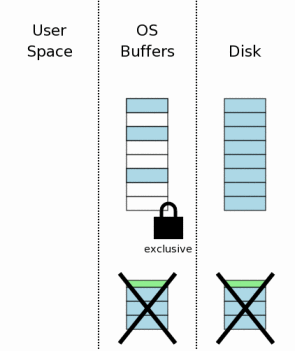 User
Space
OS
Buffers
Disk
exclusive